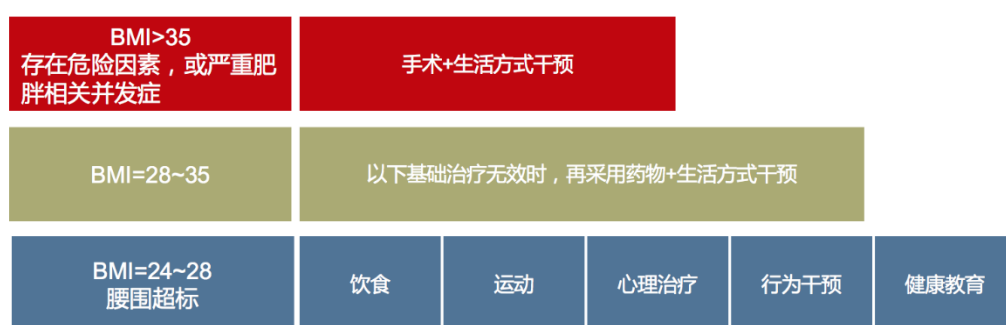 BMI>35
存在危险因素，或严重肥
胖相关并发症
手术+生活方式干预
BMI=28~35
以下基础治疗无效时，再采用药物+生活方式干预
BMI=24~28
腰围超标
饮食
运动
心理治疗
行为干预
健康教育